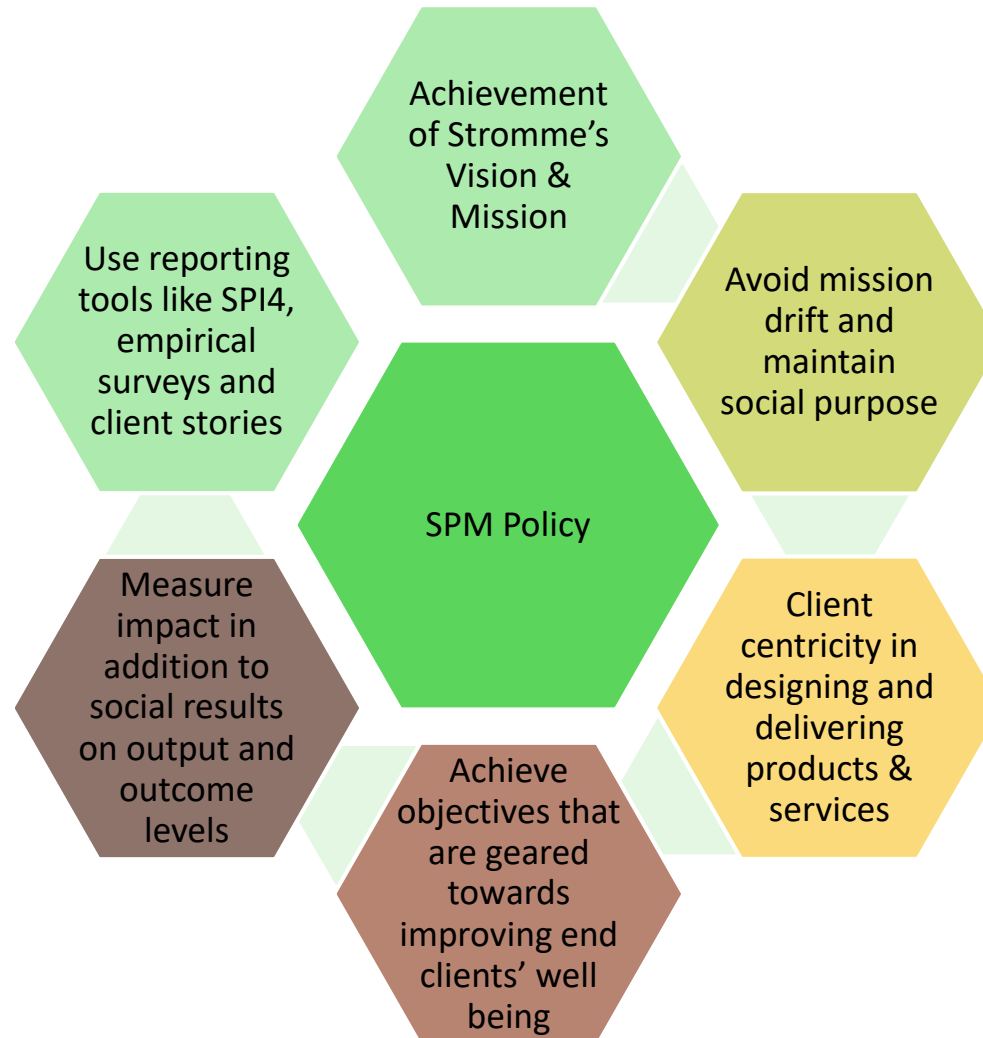 Achievement
of Stromme’s
Vision &
Mission
Avoid mission
drift and
maintain
social purpose
Client
centricity in
designing and
delivering
products &
services
Achieve
objectives that
are geared
towards
improving end
clients’ well
being
Measure
impact in
addition to
social results
on output and
outcome
levels
Use reporting
tools like SPI4,
empirical
surveys and
client stories
SPM Policy